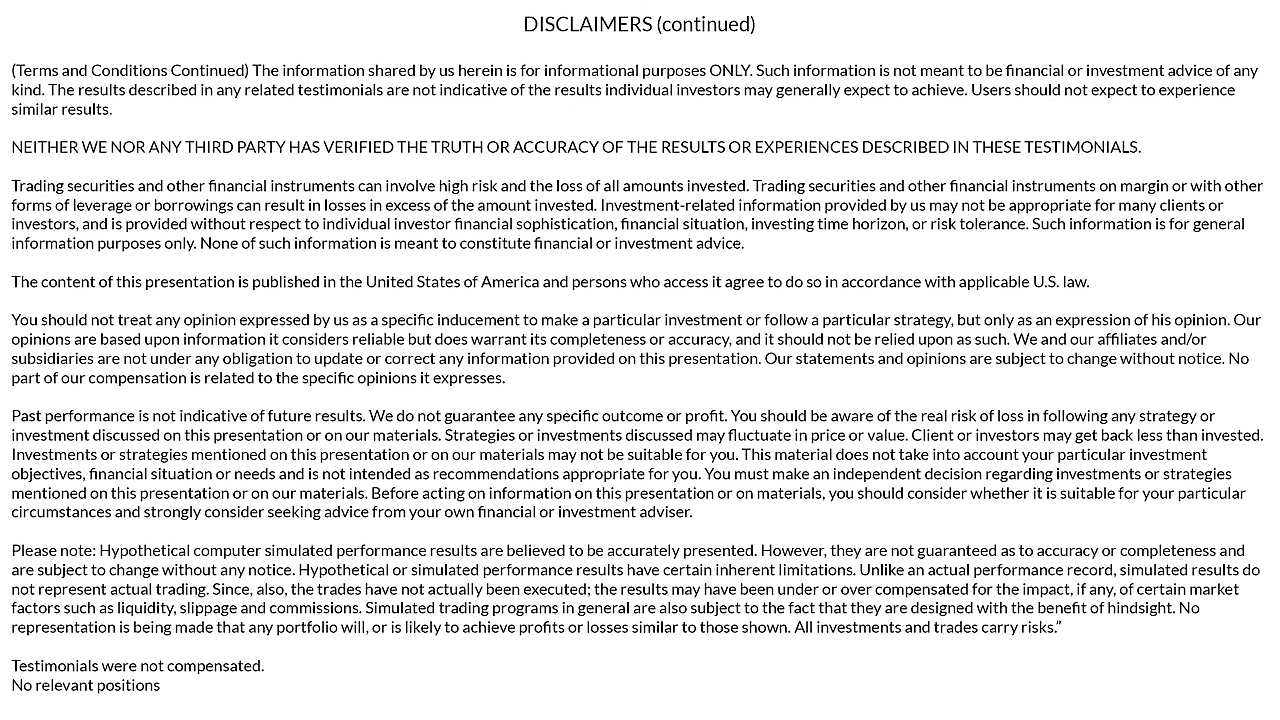 DISCLAIMERS (continued)
(Terms and Conditions Continued) The information shared by us herein is for informational purposes ONLY. Such information is not meant to be financial or investment advice of any
kind. The results described in any related testimonials are not indicative of the results individual investors may generally expect to achieve. Users should not expect to experience
similar results.
NEITHER WE NOR ANY THIRD PARTY HAS VERIFIED THE TRUTH OR ACCURACY OF THE RESULTS OR EXPERIENCES DESCRIBED IN THESE TESTIMONIALS.
Trading securities and other financial instruments can involve high risk and the loss of all amounts invested. Trading securities and other financial instruments on margin or with other
forms of leverage or borrowings can result in losses in excess of the amount invested. Investment-related information provided by us may not be appropriate for many clients or
investors, and is provided without respect to individual investor financial sophistication, financial situation, investing time horizon, or risk tolerance. Such information is for general
information purposes only. None of such information is meant to constitute financial or investment advice.
The content of this presentation is published in the United States of America and persons who access it agree to do so in accordance with applicable U.S. law.
You should not treat any opinion expressed by us as a specific inducement to make a particular investment or follow a particular strategy, but only as an expression of his opinion. Our
opinions are based upon information it considers reliable but does warrant its completeness or accuracy, and it should not be relied upon as such. We and our affiliates and/or
subsidiaries are not under any obligation to update or correct any information provided on this presentation. Our statements and opinions are subject to change without notice. No
part of our compensation is related to the specific opinions it expresses.
Past performance is not indicative of future results. We do not guarantee any specific outcome or profit. You should be aware of the real risk of loss in following any strategy or
investment discussed on this presentation or on our materials. Strategies or investments discussed may fluctuate in price or value. Client or investors may get back less than invested.
Investments or strategies mentioned on this presentation or on our materials may not be suitable for you. This material does not take into account your particular investment
objectives, financial situation or needs and is not intended as recommendations appropriate for you. You must make an independent decision regarding investments or strategies
mentioned on this presentation or on our materials. Before acting on information on this presentation or on materials, you should consider whether it is suitable for your particular
circumstances and strongly consider seeking advice from your own financial or investment adviser.
Please note: Hypothetical computer simulated performance results are believed to be accurately presented. However, they are not guaranteed as to accuracy or completeness and
are subject to change without any notice. Hypothetical or simulated performance results have certain inherent limitations. Unlike an actual performance record, simulated results do
not represent actual trading. Since, also, the trades have not actually been executed; the results may have been under or over compensated for the impact, if any, of certain market
factors such as liquidity, slippage and commissions. Simulated trading programs in general are also subject to the fact that they are designed with the benefit of hindsight. No
representation is being made that any portfolio will, or is likely to achieve profits or losses similar to those shown. All investments and trades carry risks.”
Testimonials were not compensated.
No relevant positions